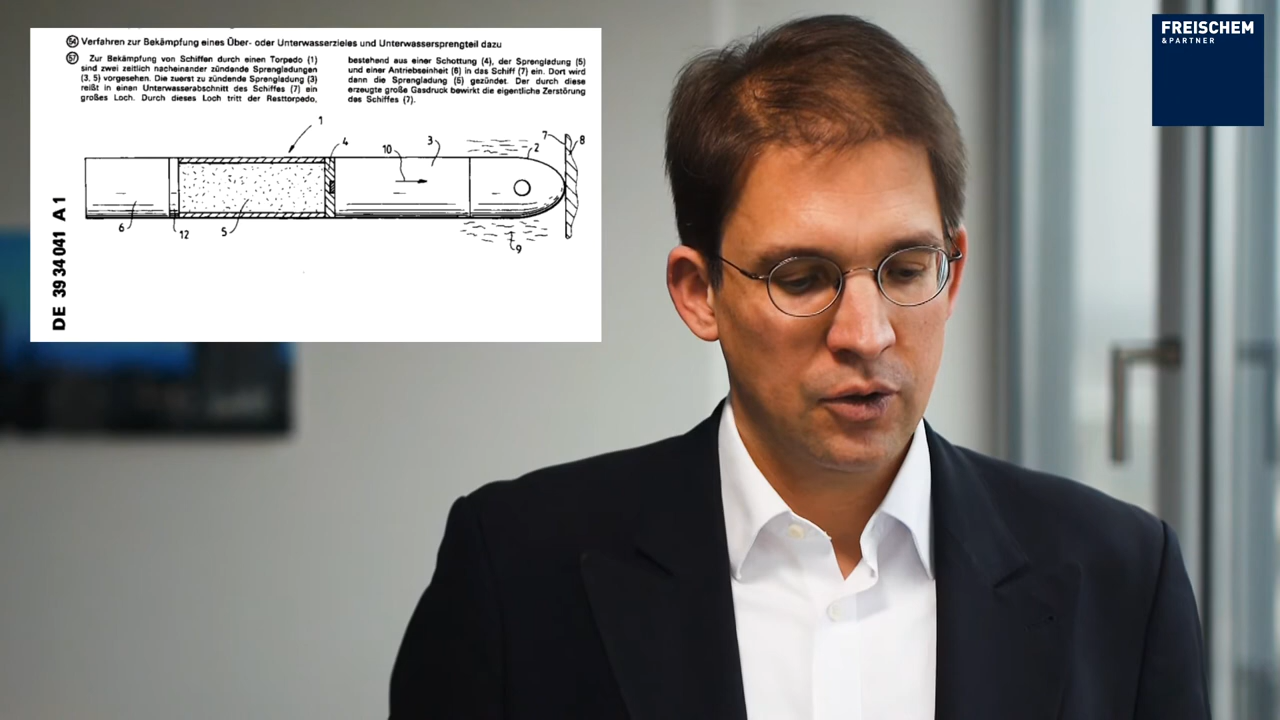 FREISCHEM
& PARTNER
54 Verfahren zur Bekämpfung eines Über- oder Unterwasserzieles und Unterwassersprengteil dazu
57 Zur Bekämpfung von Schiffen durch einen Torpedo (1)
sind zwei zeitlich nacheinander zündende Sprengladungen
(3, 5) vorgesehen. Die zuerst zu zündende Sprengladung (3)
reißt in einen Unterwasserabschnitt des Schiffes (7) ein
großes Loch. Durch dieses Loch tritt der Resttorpedo,
bestehend aus einer Schottung (4), der Sprengladung (5)
und einer Antriebseinheit (6) in das Schiff (7) ein. Dort wird
dann die Sprengladung (5) gezündet. Der durch diese
erzeugte große Gasdruck bewirkt die eigentliche Zerstörung
des Schiffes (7).
1
4
10
3
2
7
8
6
12
5
9
DE 39 34 041 A 1